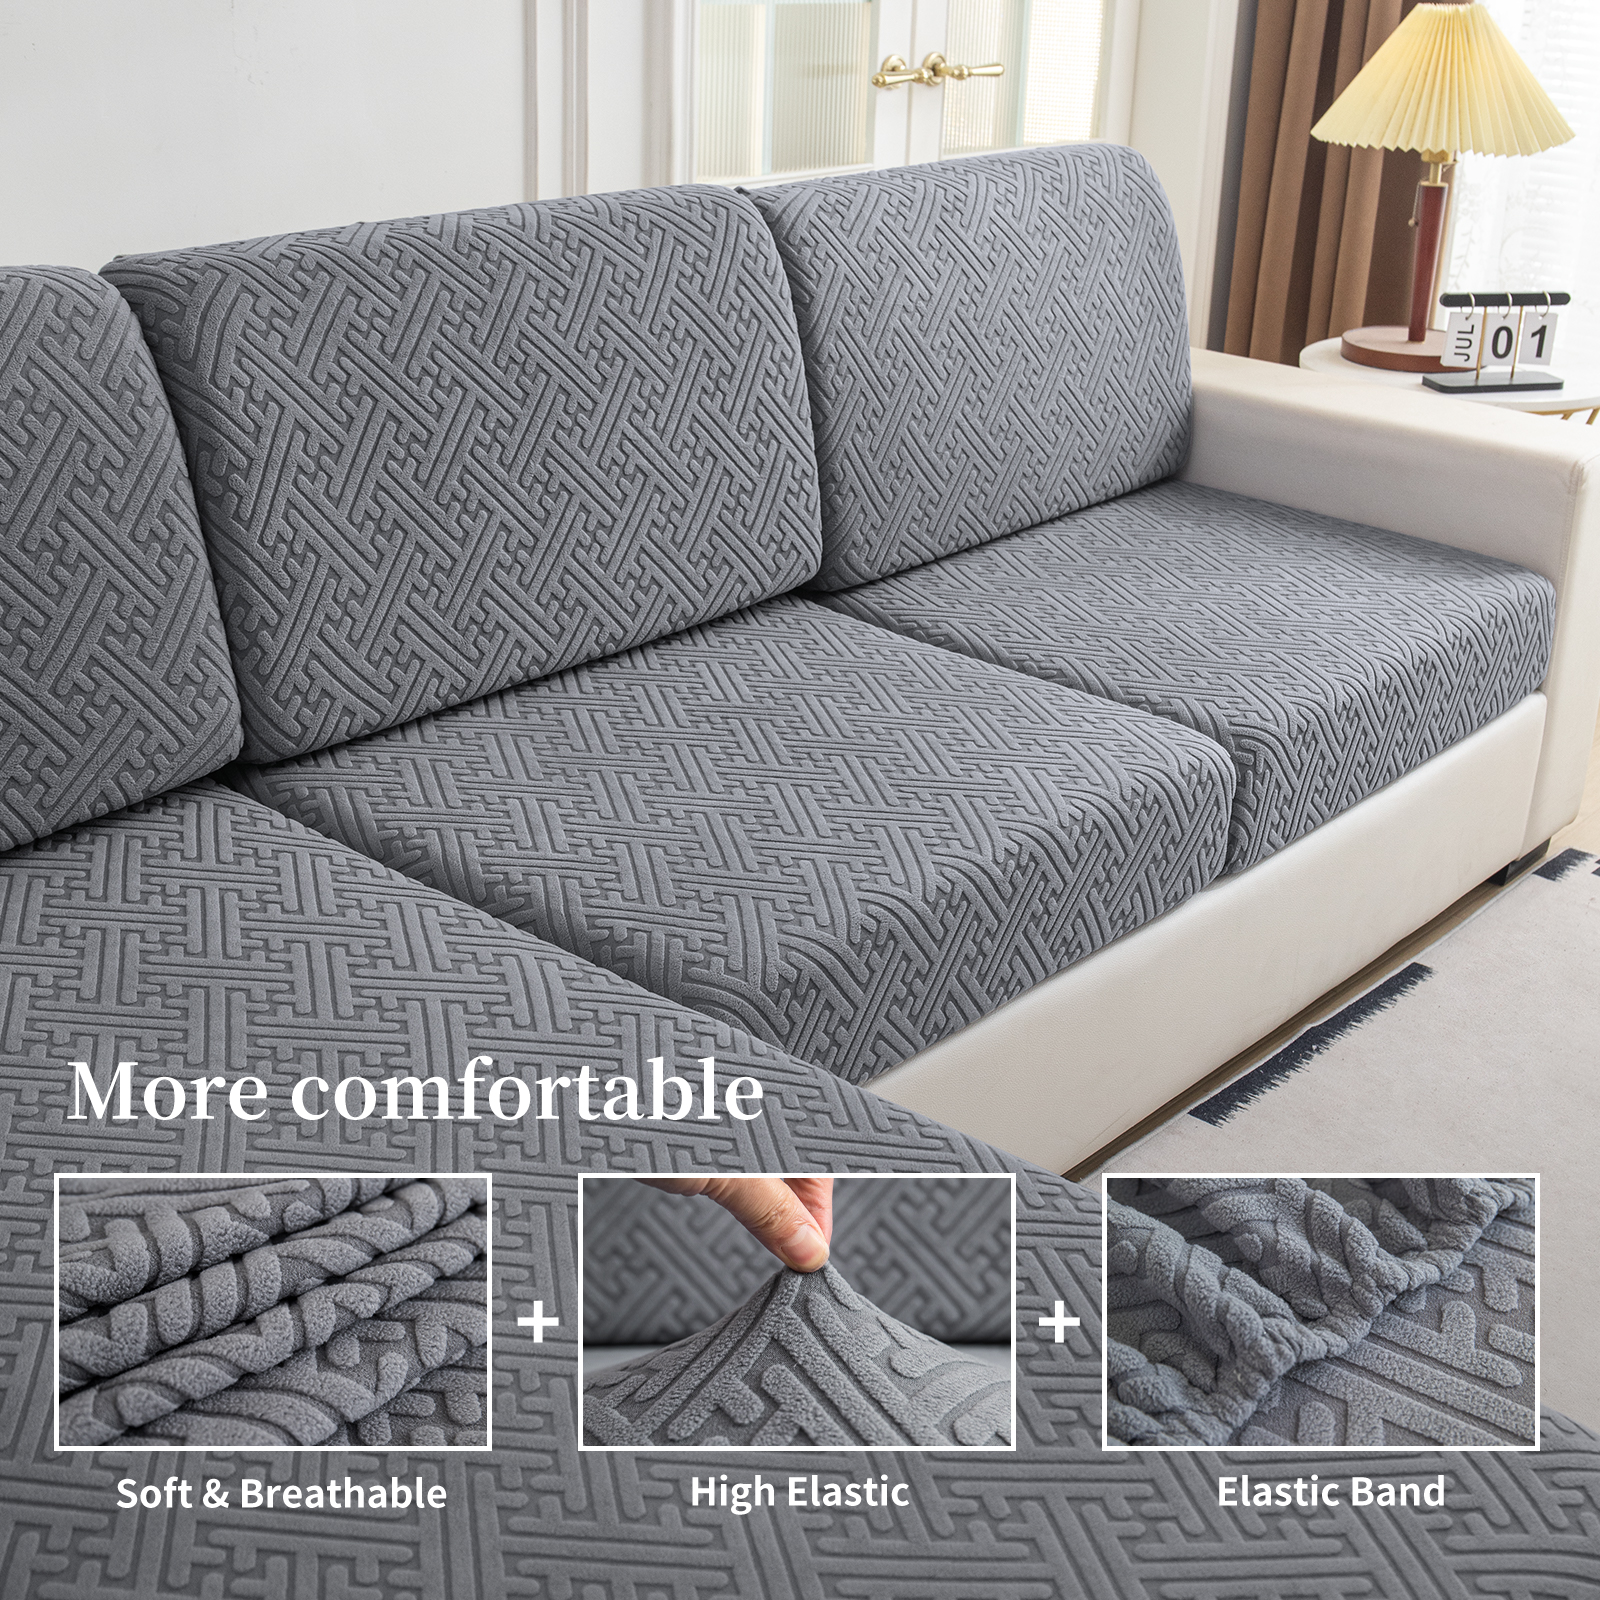 JUL 01
More comfortable
Soft & Breathable
+
High Elastic
+
Elastic Band